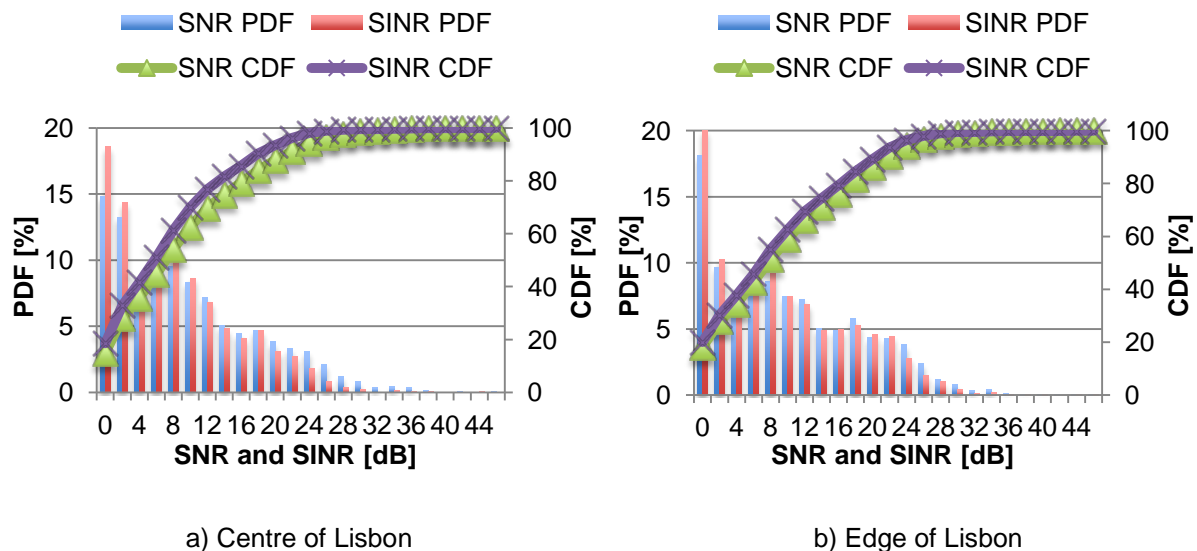 SNR PDF SINR PDF
SNR CDF SINR CDF
PDF [%]
20
15
10
5
0
100
80
60
40
20
0
CDF [%]
0 4 8 12 16 20 24 28 32 36 40 44
SNR and SINR [dB]
a) Centre of Lisbon
SNR PDF SINR PDF
SNR CDF SINR CDF
PDF [%]
20
15
10
5
0
100
80
60
40
20
0
CDF [%]
0 4 8 12 16 20 24 28 32 36 40 44
SNR and SINR [dB]
b) Edge of Lisbon